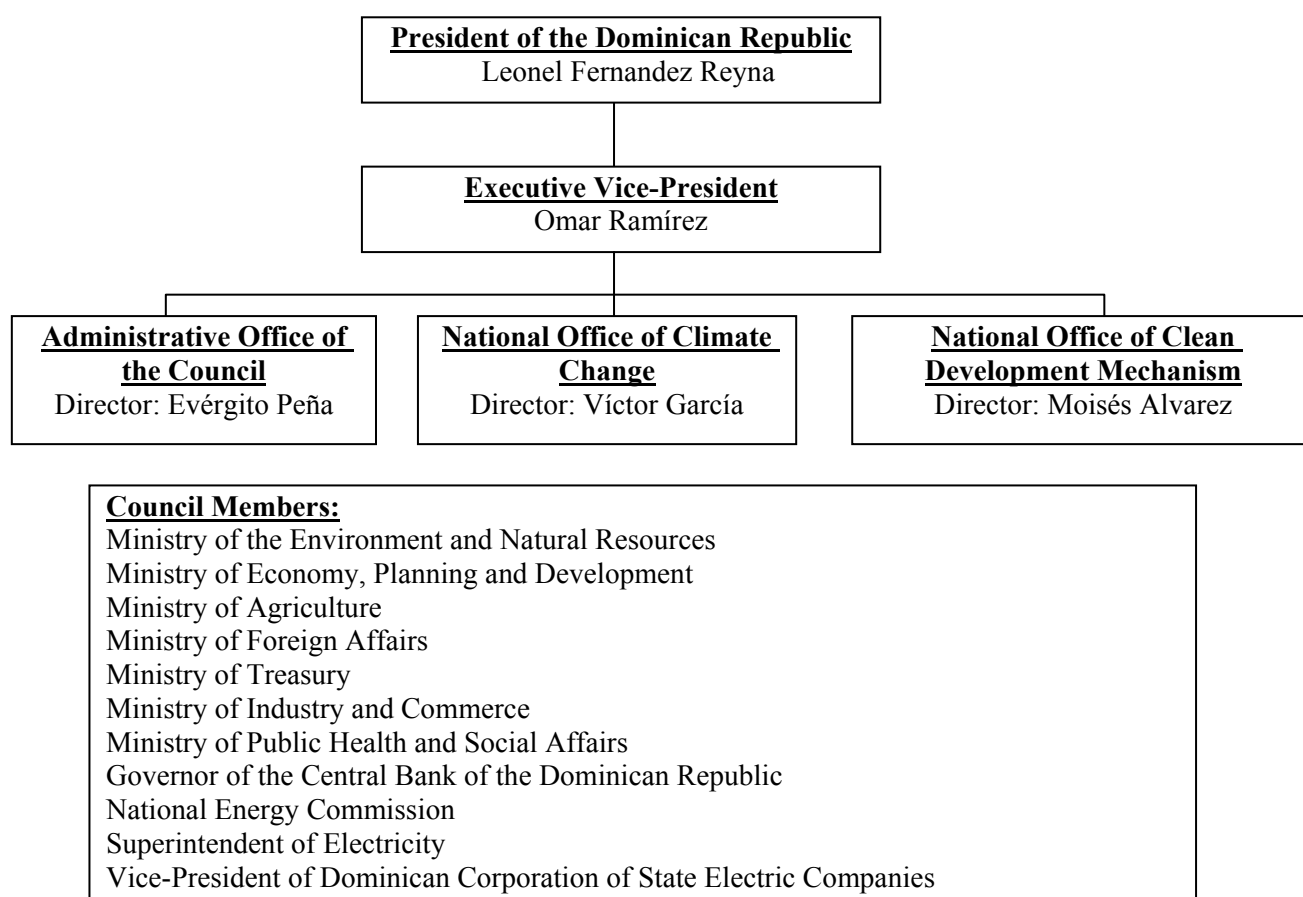 President of the Dominican Republic
Leonel Fernandez Reyna
Executive Vice-President
Omar Ramírez
Administrative Office of
the Council
Director: Evérgito Peña
National Office of Climate
Change
Director: Víctor García
National Office of Clean
Development Mechanism
Director: Moisés Alvarez
Council Members:
Ministry of the Environment and Natural Resources
Ministry of Economy, Planning and Development
Ministry of Agriculture
Ministry of Foreign Affairs
Ministry of Treasury
Ministry of Industry and Commerce
Ministry of Public Health and Social Affairs
Governor of the Central Bank of the Dominican Republic
National Energy Commission
Superintendent of Electricity
Vice-President of Dominican Corporation of State Electric Companies